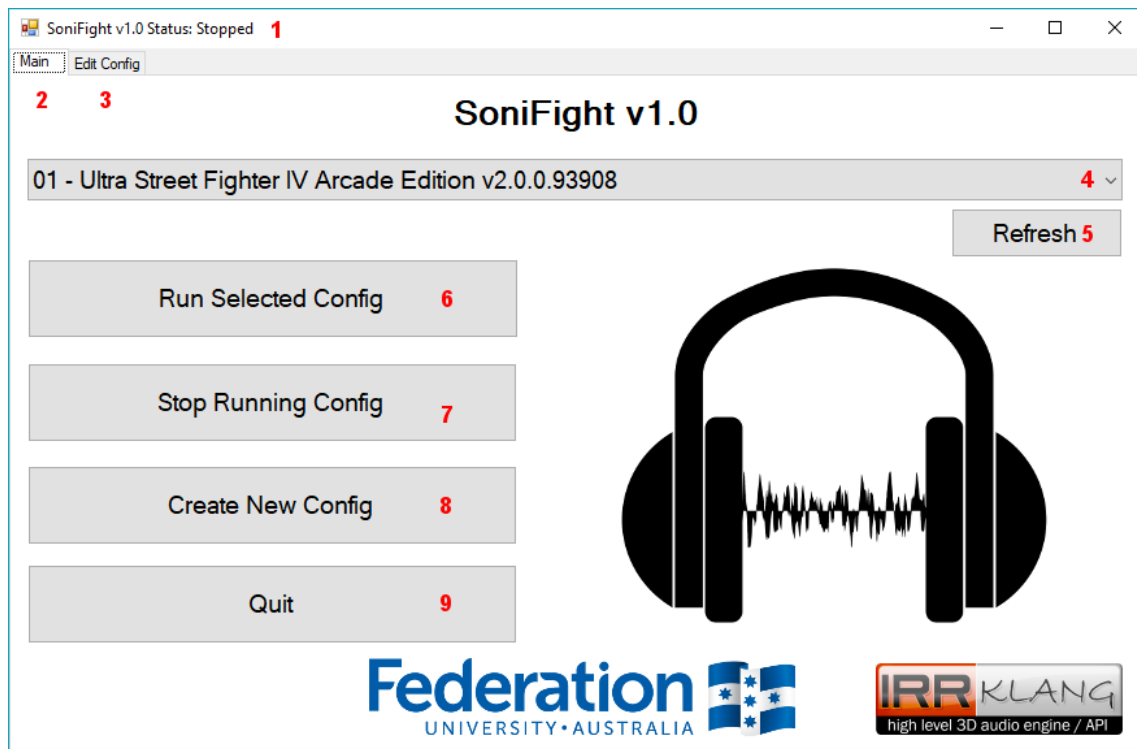 SoniFight v1.0 Status: Stopped 1
Main Edit Config
2 3
SoniFight v1.0
01 - Ultra Street Fighter IV Arcade Edition v2.0.0.93908 4
Refresh 5
Run Selected Config 6
Stop Running Config 7
Create New Config 8
Quit 9
Federation
UNIVERSITY • AUSTRALIA
IRR KLANG
high level 3D audio engine / API